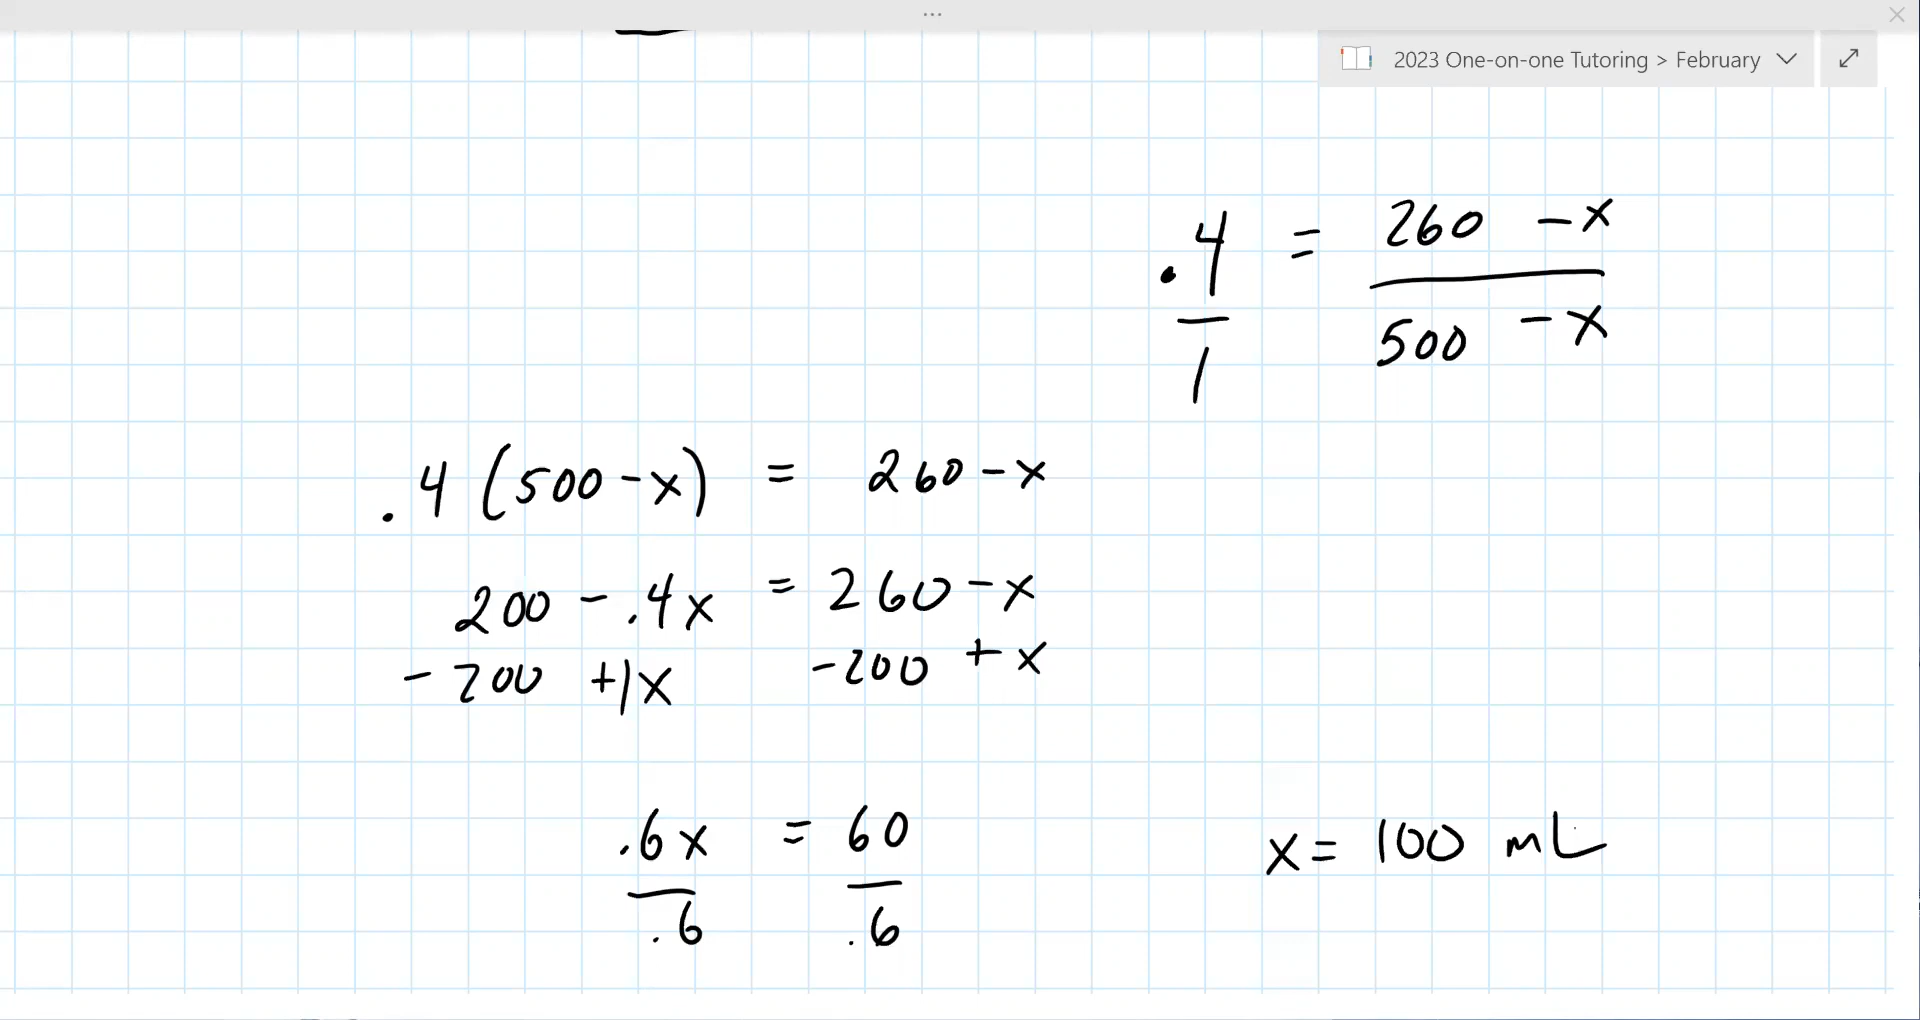 2023 One-on-one Tutoring > February
.4 = 260 - x
1 500 - x
.4 (500 - x) = 260 - x
200 - .4x = 260 - x
- 200 + 1x - 200 + x
.6x = 60
.6 .6
x = 100 mL